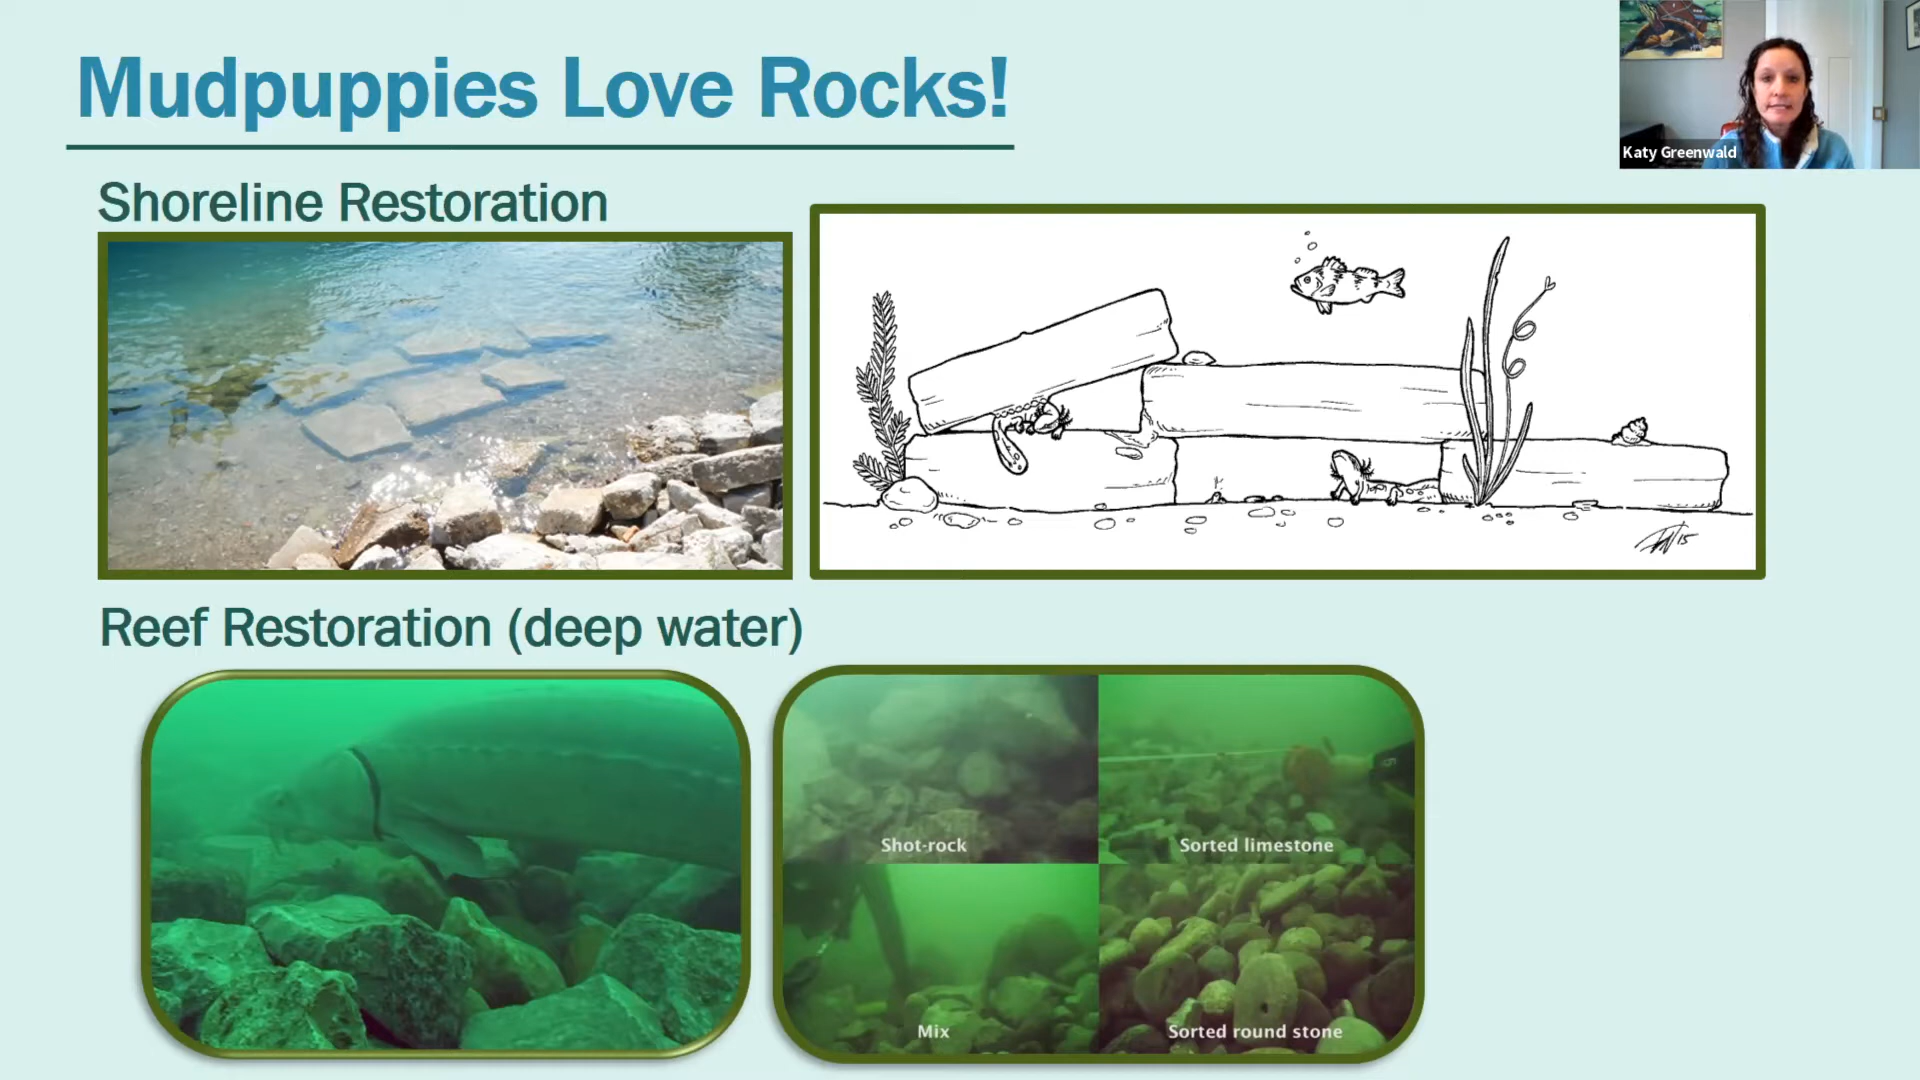 Mudpuppies Love Rocks!
Katy Greenwald
Shoreline Restoration
15
Reef Restoration (deep water)
Shot-rock
Sorted limestone
Mix
Sorted round stone